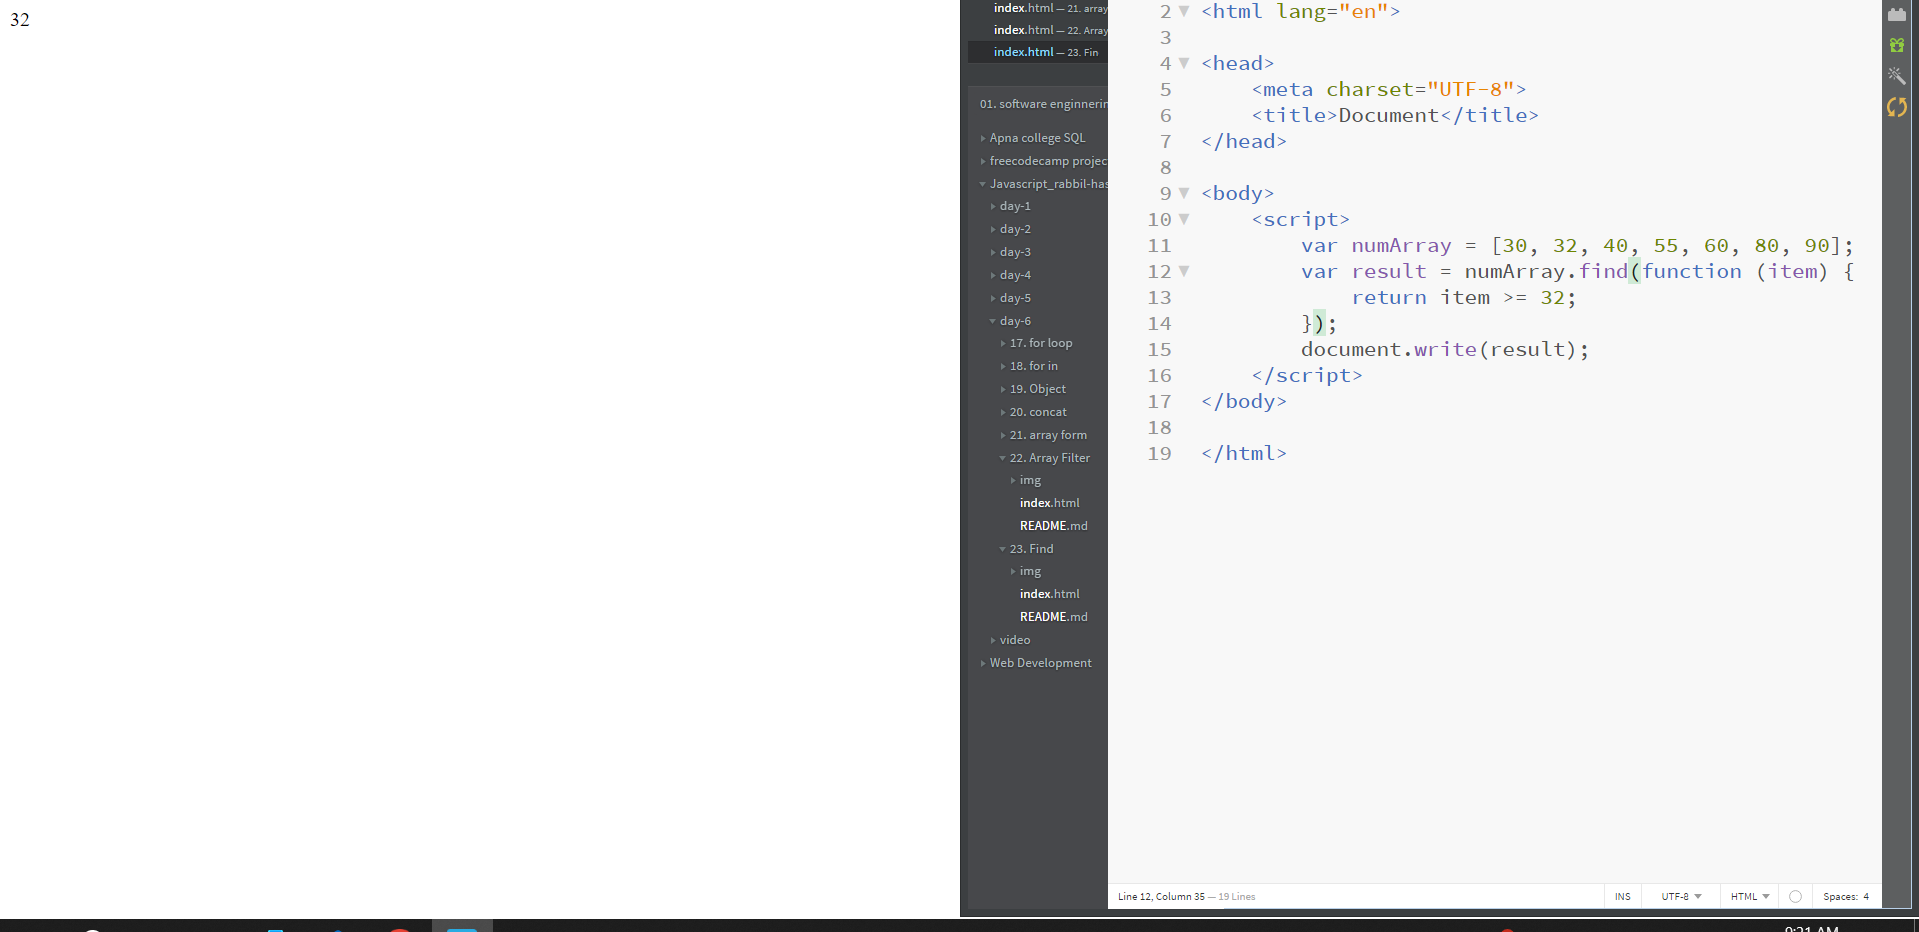 32
index.html — 21. array
index.html — 22. Array
index.html — 23. Fin
01. software enginnerin
Apna college SQL
freecodecamp projec
Javascript_rabbil-has
day-1
day-2
day-3
day-4
day-5
day-6
17. for loop
18. for in
19. Object
20. concat
21. array form
22. Array Filter
img
index.html
README.md
23. Find
img
index.html
README.md
video
Web Development
2 <html lang="en">
3
4 <head>
5 <meta charset="UTF-8">
6 <title>Document</title>
7 </head>
8
9 <body>
10 <script>
11 var numArray = [30, 32, 40, 55, 60, 80, 90];
12 var result = numArray.find(function (item) {
13 return item >= 32;
14 });
15 document.write(result);
16 </script>
17 </body>
18
19 </html>
Line 12, Column 35 — 19 Lines
INS UTF-8 HTML Spaces: 4
9:21 AM